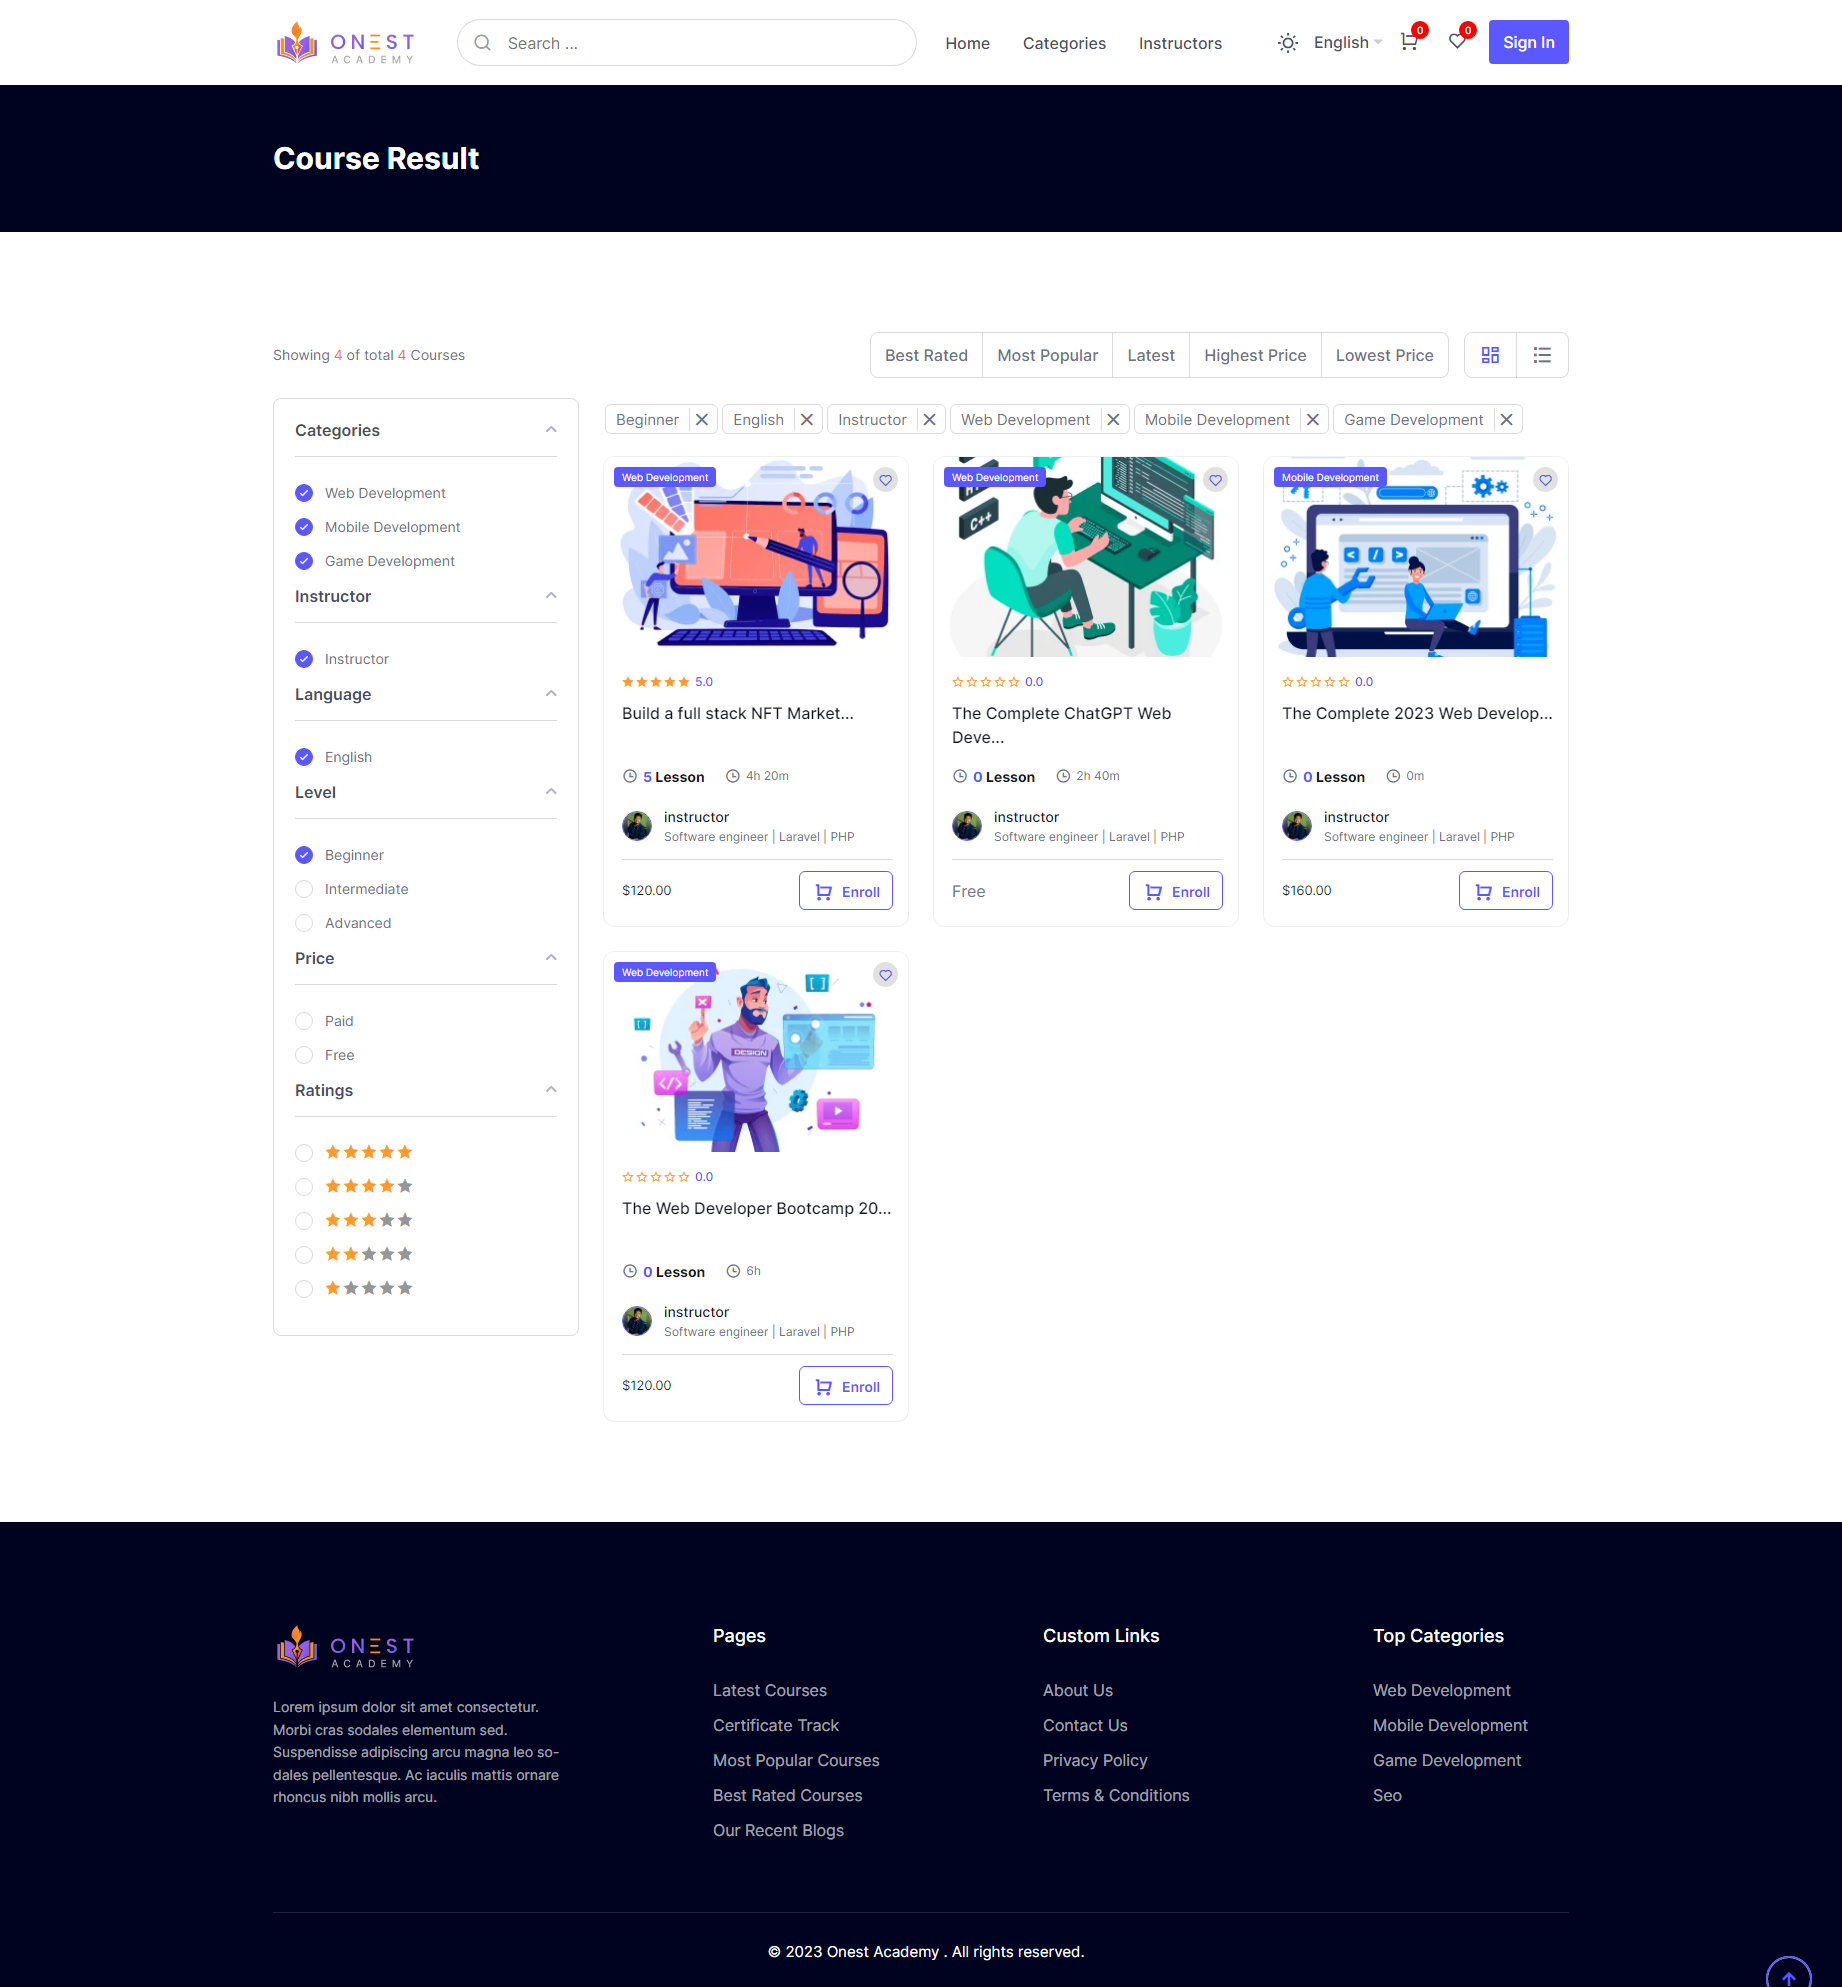 ONEST
ACADEMY
Search ...
Home
Categories
Instructors
English
0
0
Sign In
Course Result
Showing 4 of total 4 Courses
Best Rated
Most Popular
Latest
Highest Price
Lowest Price
Categories
Web Development
Mobile Development
Game Development
Instructor
Instructor
Language
English
Level
Beginner
Intermediate
Advanced
Price
Paid
Free
Ratings
Beginner
English
Instructor
Web Development
Mobile Development
Game Development
Web Development
5.0
Build a full stack NFT Market...
5 Lesson
4h 20m
instructor
Software engineer | Laravel | PHP
$120.00
Enroll
Web Development
C++
0.0
The Complete ChatGPT Web
Deve...
0 Lesson
2h 40m
instructor
Software engineer | Laravel | PHP
Free
Enroll
Mobile Development
< / >
0.0
The Complete 2023 Web Develop...
0 Lesson
0m
instructor
Software engineer | Laravel | PHP
$160.00
Enroll
Web Development
DESIGN
</>
0.0
The Web Developer Bootcamp 20...
0 Lesson
6h
instructor
Software engineer | Laravel | PHP
$120.00
Enroll
ONEST
ACADEMY
Lorem ipsum dolor sit amet consectetur.
Morbi cras sodales elementum sed.
Suspendisse adipiscing arcu magna leo so-
dales pellentesque. Ac iaculis mattis ornare
rhoncus nibh mollis arcu.
Pages
Latest Courses
Certificate Track
Most Popular Courses
Best Rated Courses
Our Recent Blogs
Custom Links
About Us
Contact Us
Privacy Policy
Terms & Conditions
Top Categories
Web Development
Mobile Development
Game Development
Seo
© 2023 Onest Academy . All rights reserved.